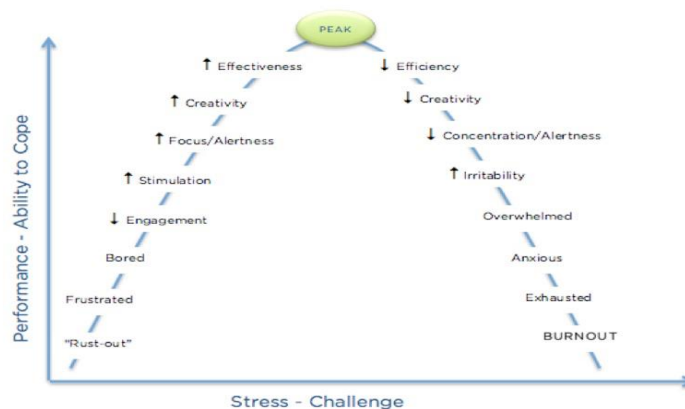 PEAK
↑ Effectiveness
↓ Efficiency
↑ Creativity
↓ Creativity
↑ Focus/Alertness
↓ Concentration/Alertness
↑ Stimulation
↑ Irritability
↓ Engagement
Overwhelmed
Bored
Anxious
Frustrated
Exhausted
"Rust-out"
BURNOUT
Performance - Ability to Cope
Stress - Challenge